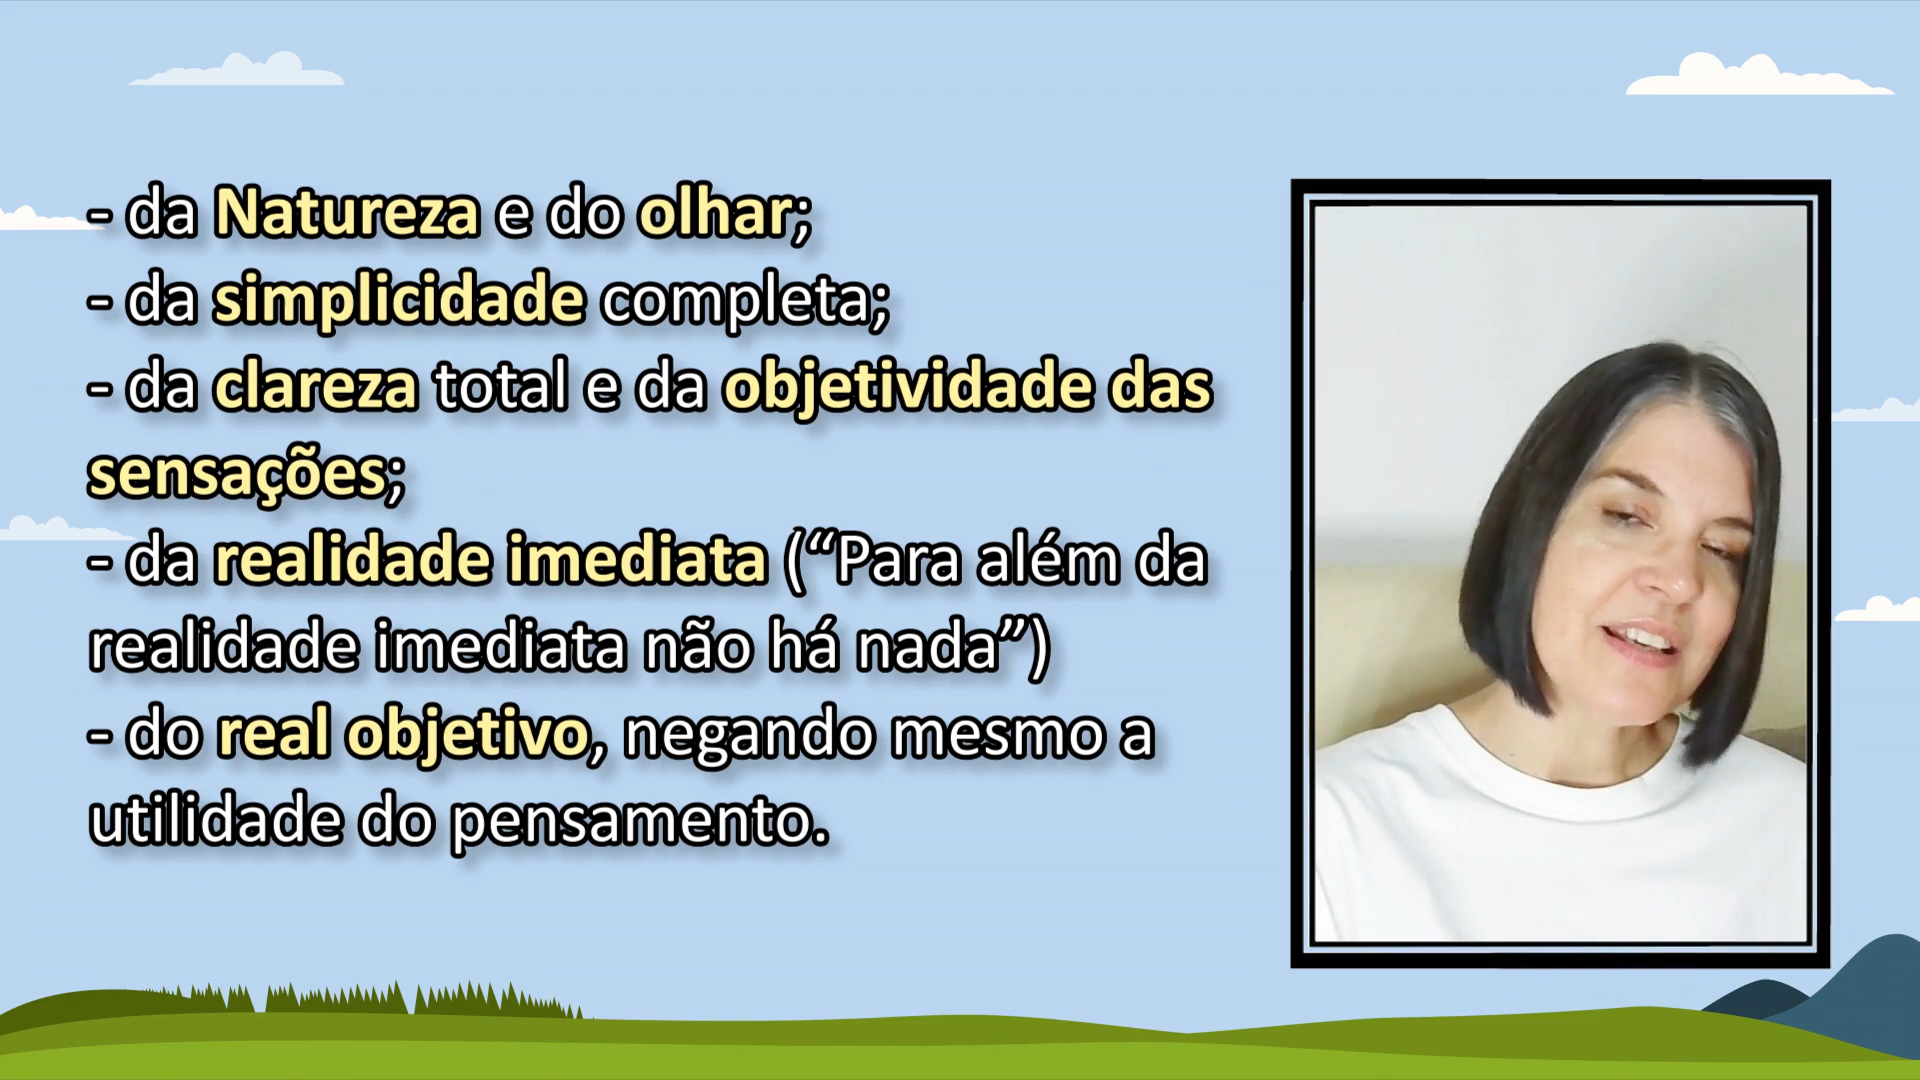 - da Natureza e do olhar;
- da simplicidade completa;
- da clareza total e da objetividade das
sensações;
- da realidade imediata (“Para além da
realidade imediata não há nada”)
- do real objetivo, negando mesmo a
utilidade do pensamento.